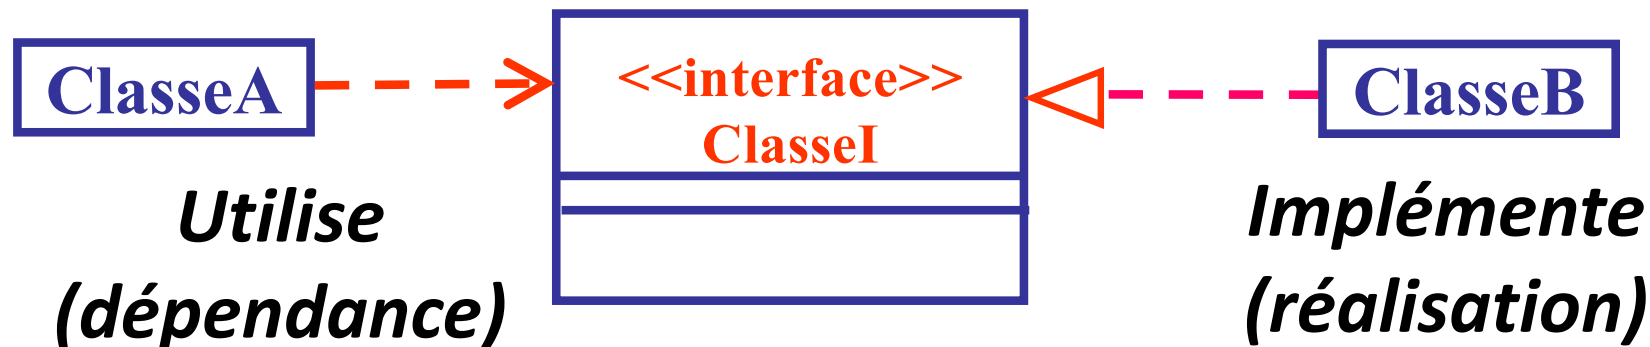 ClasseA
<<interface>>
ClasseI
ClasseB
Utilise
(dépendance)
Implémente
(réalisation)